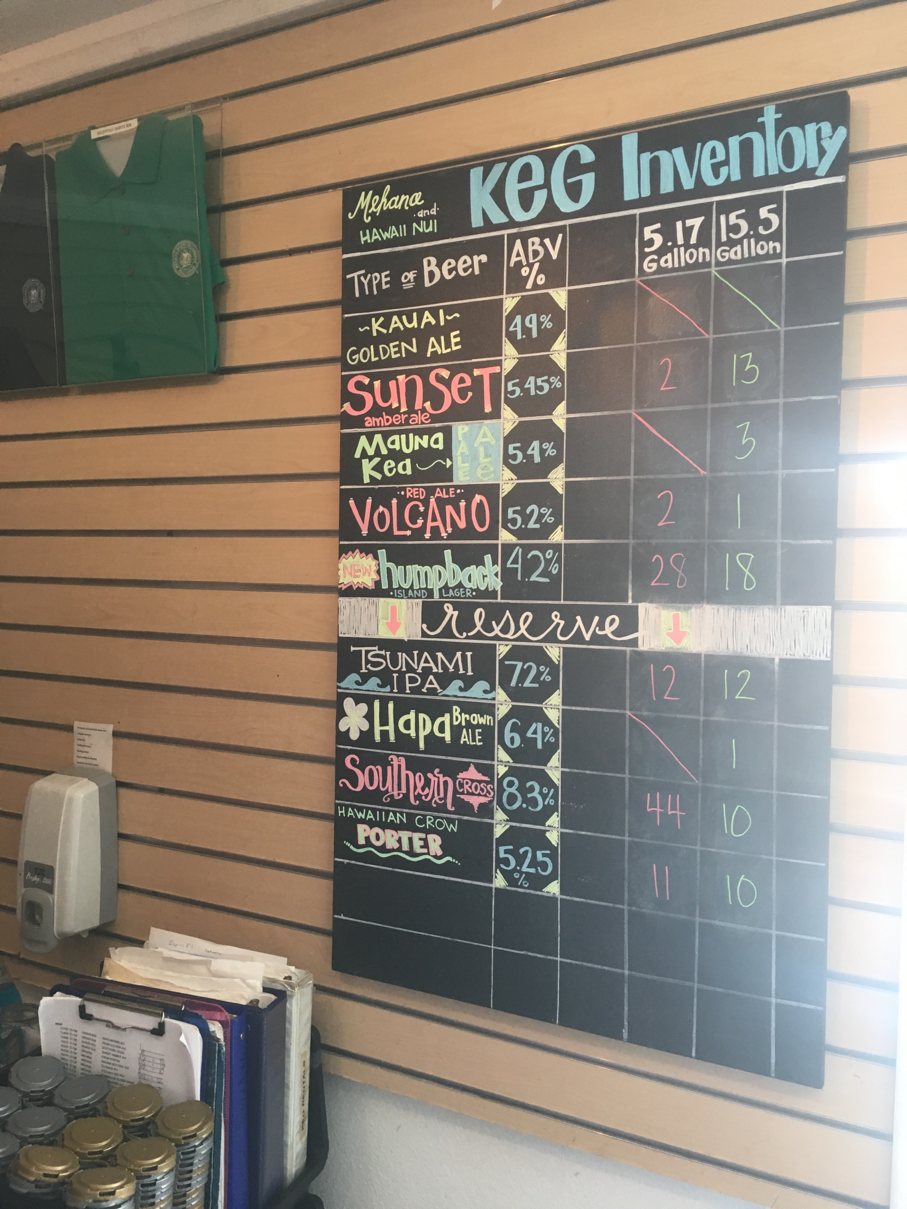 Mehana and HAWAII NUI
KEG Inventory
TYPE OF Beer ABV % 5.17 Gallon 15.5 Gallon
~KAUAI~ GOLDEN ALE 4.9%
SunSeT amber ale 5.45% 2 13
Mauna Kea PALE ALe 5.4% 3
RED ALE VOLCANO 5.2% 2 1
NEW humpback ISLAND LAGER 4.2% 28 18
reserve
TSUNAMI IPA 7.2% 12 12
Hapa Brown ALE 6.4% 1
Southern CROSS 8.3% 44 10
HAWAIIAN CROW PORTER 5.25 % 11 10